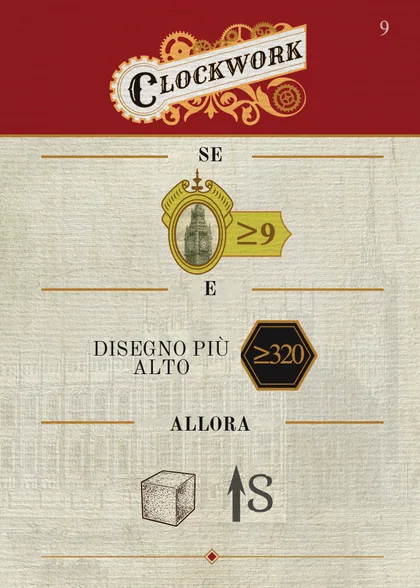 9
CLOCKWORK
SE
≥9
E
DISEGNO PIÙ
ALTO
≥320
ALLORA
S